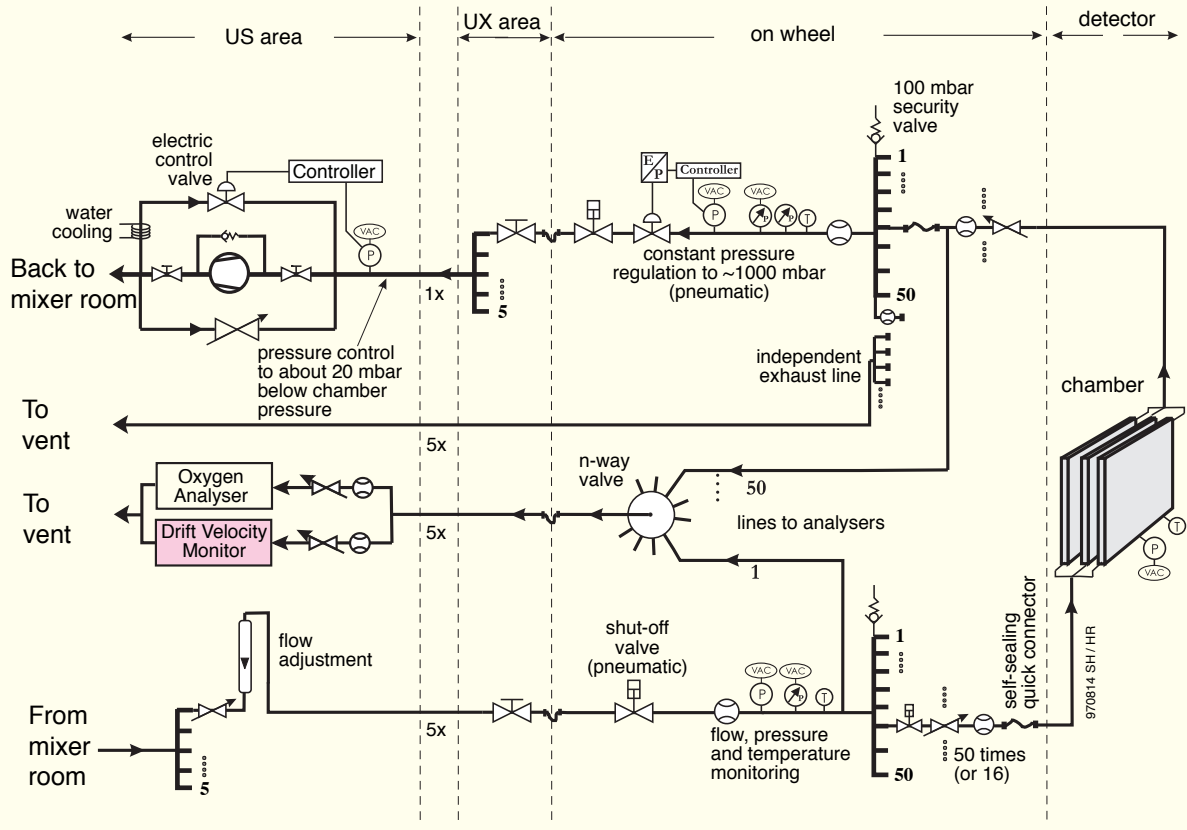 US area
UX area
on wheel
detector
100 mbar
security
valve
electric
control
valve
Controller
water
cooling
VAC
P
Back to
mixer room
1x
pressure control
to about 20 mbar
below chamber
pressure
5
E
P
Controller
VAC
P
VAC
P
P
T
constant pressure
regulation to ~1000 mbar
(pneumatic)
1
50
independent
exhaust line
chamber
T
P
VAC
To
vent
5x
n-way
valve
50
lines to analysers
1
To
vent
Oxygen
Analyser
Drift Velocity
Monitor
5x
flow
adjustment
From
mixer
room
5
5x
shut-off
valve
(pneumatic)
VAC
P
VAC
P
T
flow, pressure
and temperature
monitoring
1
50
50 times
(or 16)
self-sealing
quick connector
970814 SH / HR